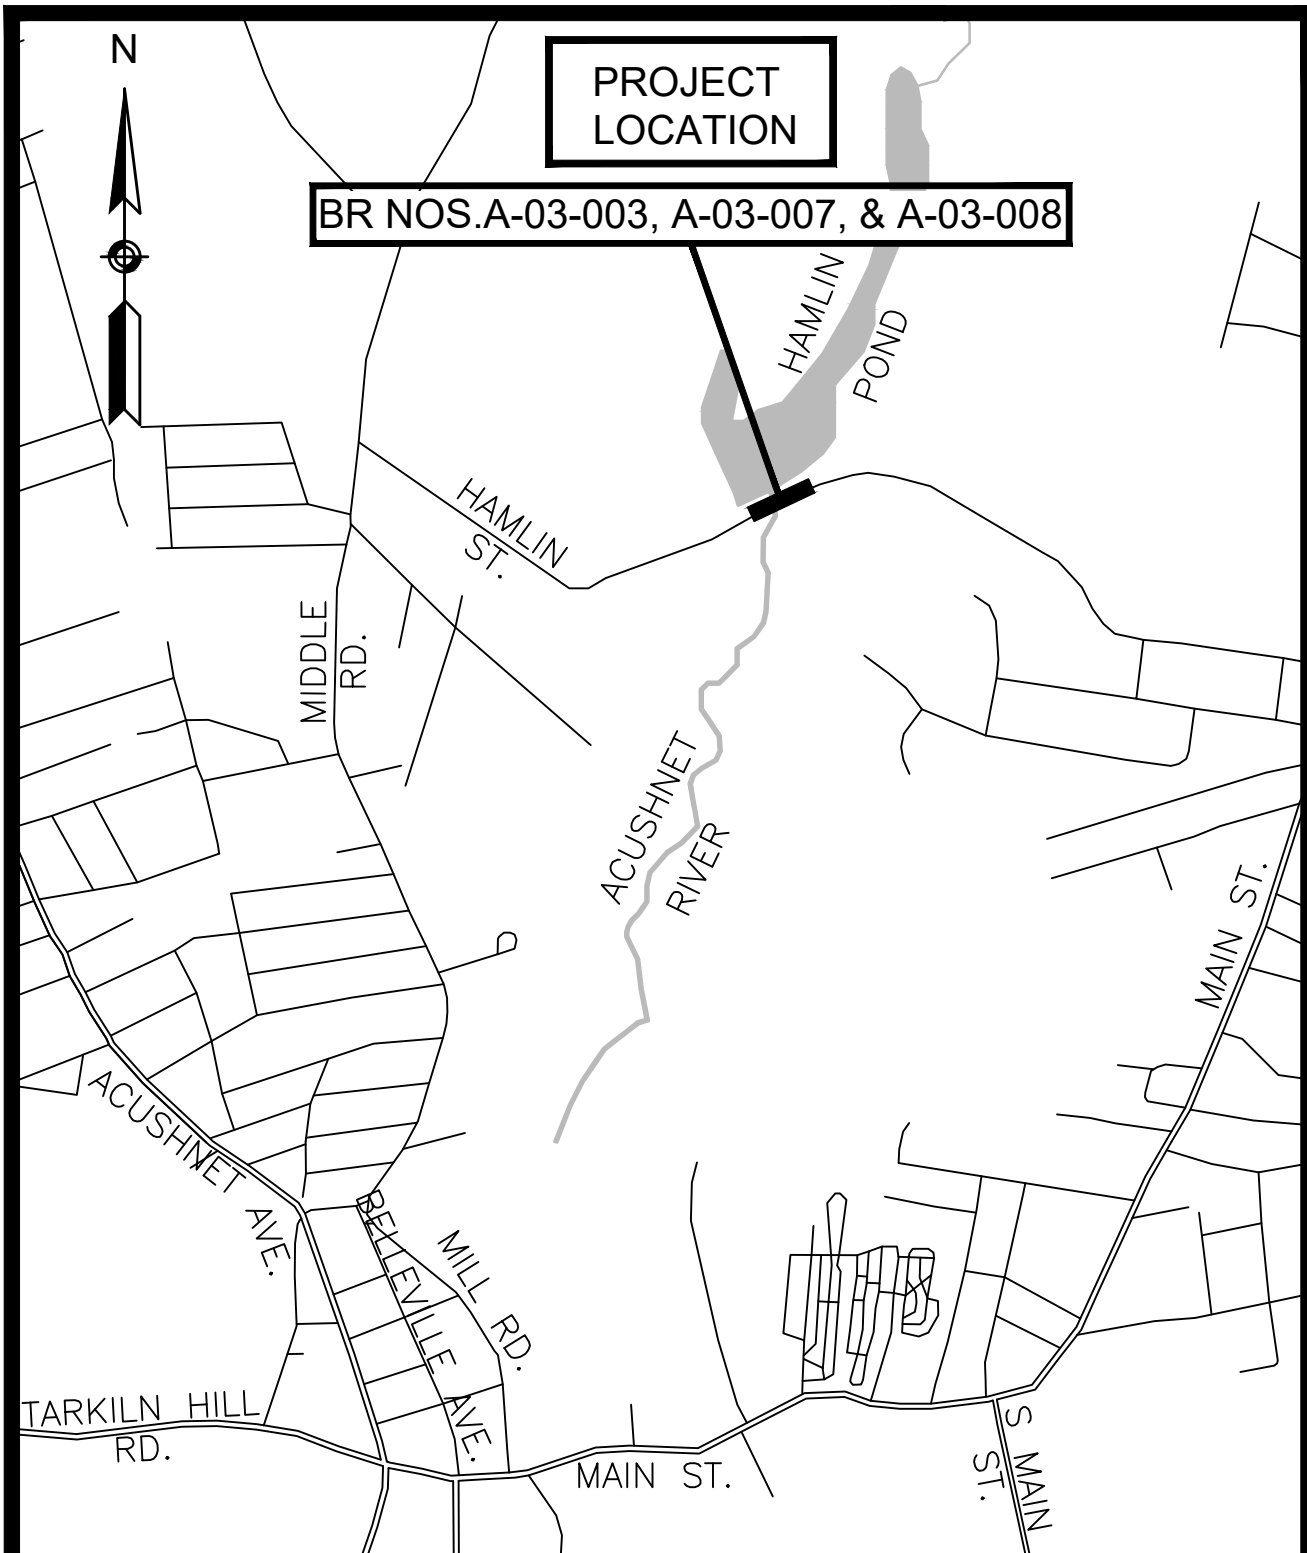 N
PROJECT
LOCATION
BR NOS.A-03-003, A-03-007, & A-03-008
HAMLIN
POND
HAMLIN
ST.
MIDDLE
RD.
ACUSHNET
RIVER
MAIN ST.
ACUSHNET AVE.
BELLEVILLE AVE.
MILL RD.
TARKILN HILL
RD.
MAIN ST.
S MAIN
ST.